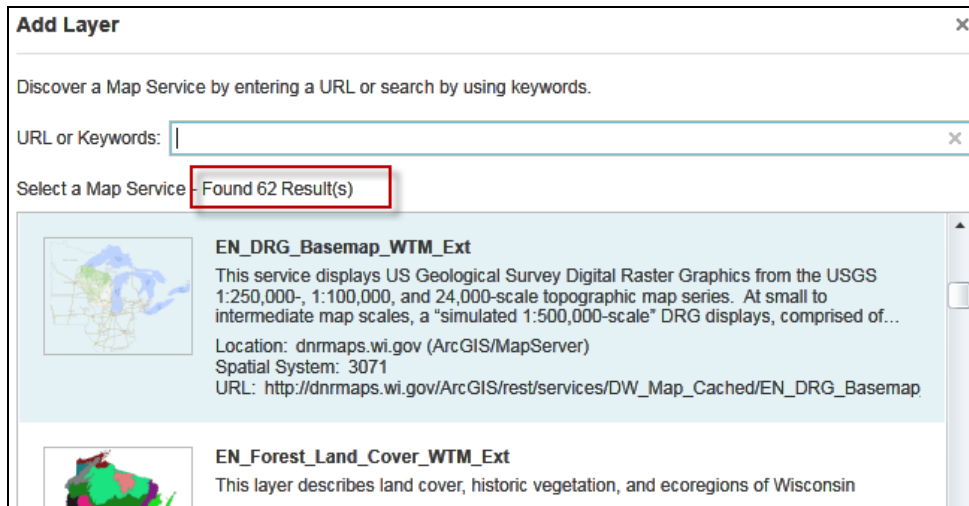 Add Layer
Discover a Map Service by entering a URL or search by using keywords.
URL or Keywords:
Select a Map Service - Found 62 Result(s)
EN_DRG_Basemap_WTM_Ext
This service displays US Geological Survey Digital Raster Graphics from the USGS
1:250,000-, 1:100,000, and 24,000-scale topographic map series.  At small to
intermediate map scales, a “simulated 1:500,000-scale” DRG displays, comprised of...
Location:  dnrmaps.wi.gov (ArcGIS/MapServer)
Spatial System:  3071
URL:  http://dnrmaps.wi.gov/ArcGIS/rest/services/DW_Map_Cached/EN_DRG_Basemap_
EN_Forest_Land_Cover_WTM_Ext
This layer describes land cover, historic vegetation, and ecoregions of Wisconsin